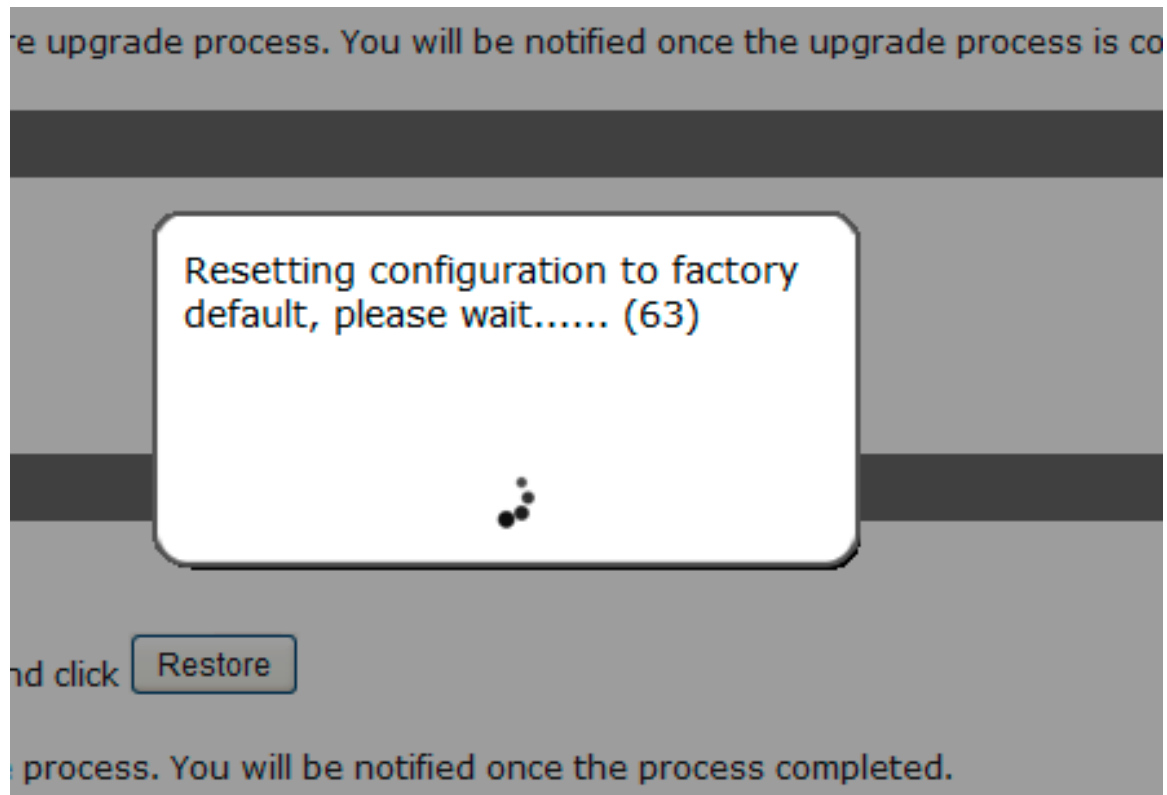 re upgrade process. You will be notified once the upgrade process is co
Resetting configuration to factory
default, please wait...... (63)
nd click Restore
process. You will be notified once the process completed.